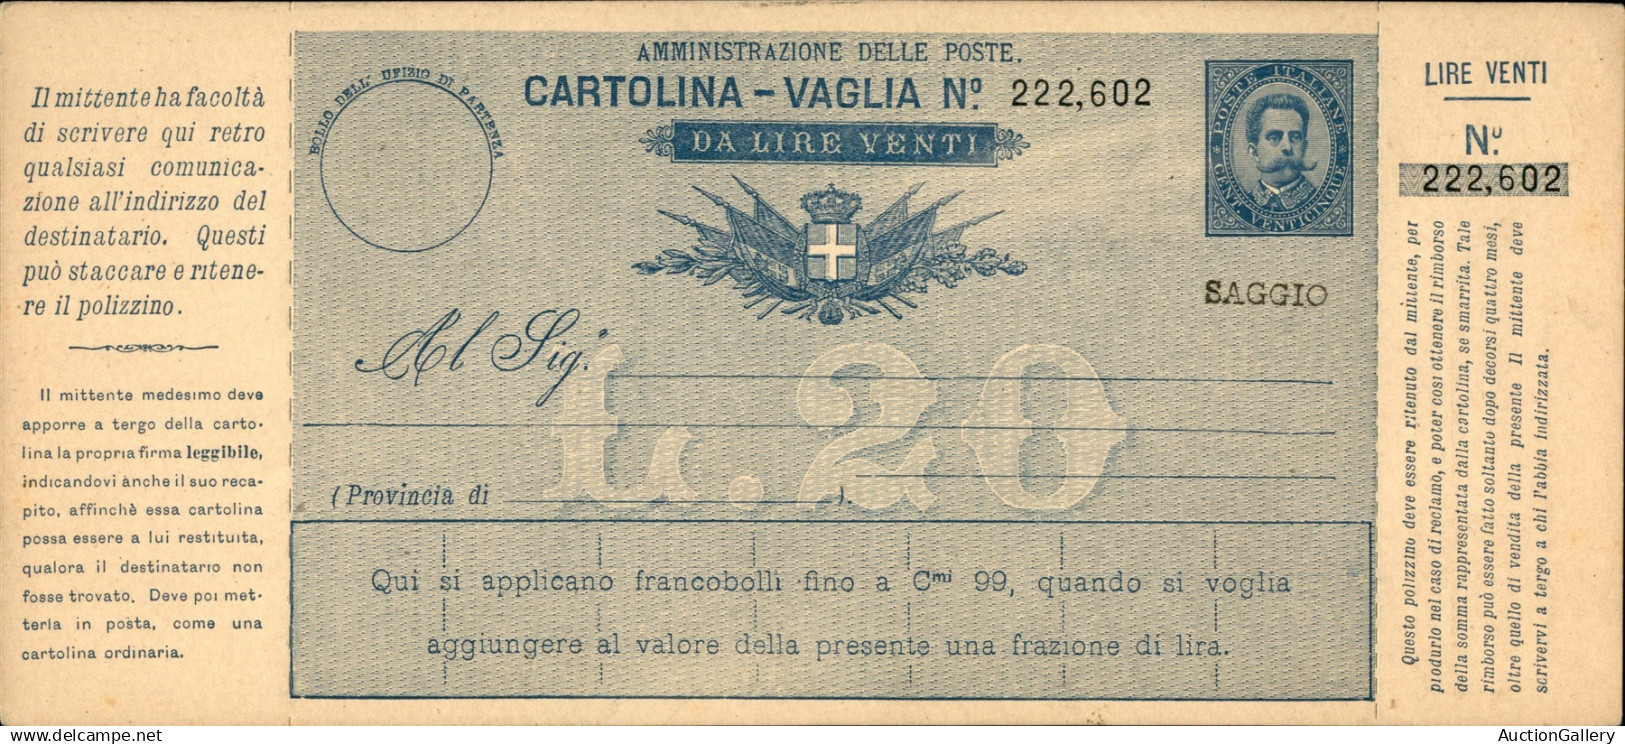 Il mittente ha facoltà
di scrivere qui retro
qualsiasi comunica-
zione all'indirizzo del
destinatario. Questi
può staccare e ritene-
re il polizzino.
Il mittente medesimo deve
apporre a tergo della carto-
lina la propria firma leggibile,
indicandovi anche il suo reca-
pito, affinchè essa cartolina
possa essere a lui restituita,
qualora il destinatario non
fosse trovato. Deve poi met-
terla in posta, come una
cartolina ordinaria.
AMMINISTRAZIONE DELLE POSTE.
CARTOLINA - VAGLIA Nº. 222,602
DA LIRE VENTI
BOLLO DELL' UFIZIO DI PARTENZA
* POSTE ITALIANE *
CENT. VENTICINQUE
SAGGIO
Al Sig.r
L. 20
(Provincia di ).
Qui si applicano francobolli fino a Cmi 99, quando si voglia
aggiungere al valore della presente una frazione di lira.
LIRE VENTI
Nº.
222,602
Questo polizzino deve essere ritenuto dal mittente, per
produrlo nel caso di reclamo, e poter così ottenere il rimborso
della somma rappresentata dalla cartolina, se smarrita. Tale
rimborso può essere fatto soltanto dopo decorsi quattro mesi,
oltre quello di vendita della presente Il mittente deve
scrivervi a tergo a chi l'abbia indirizzata.
AuctionGallery